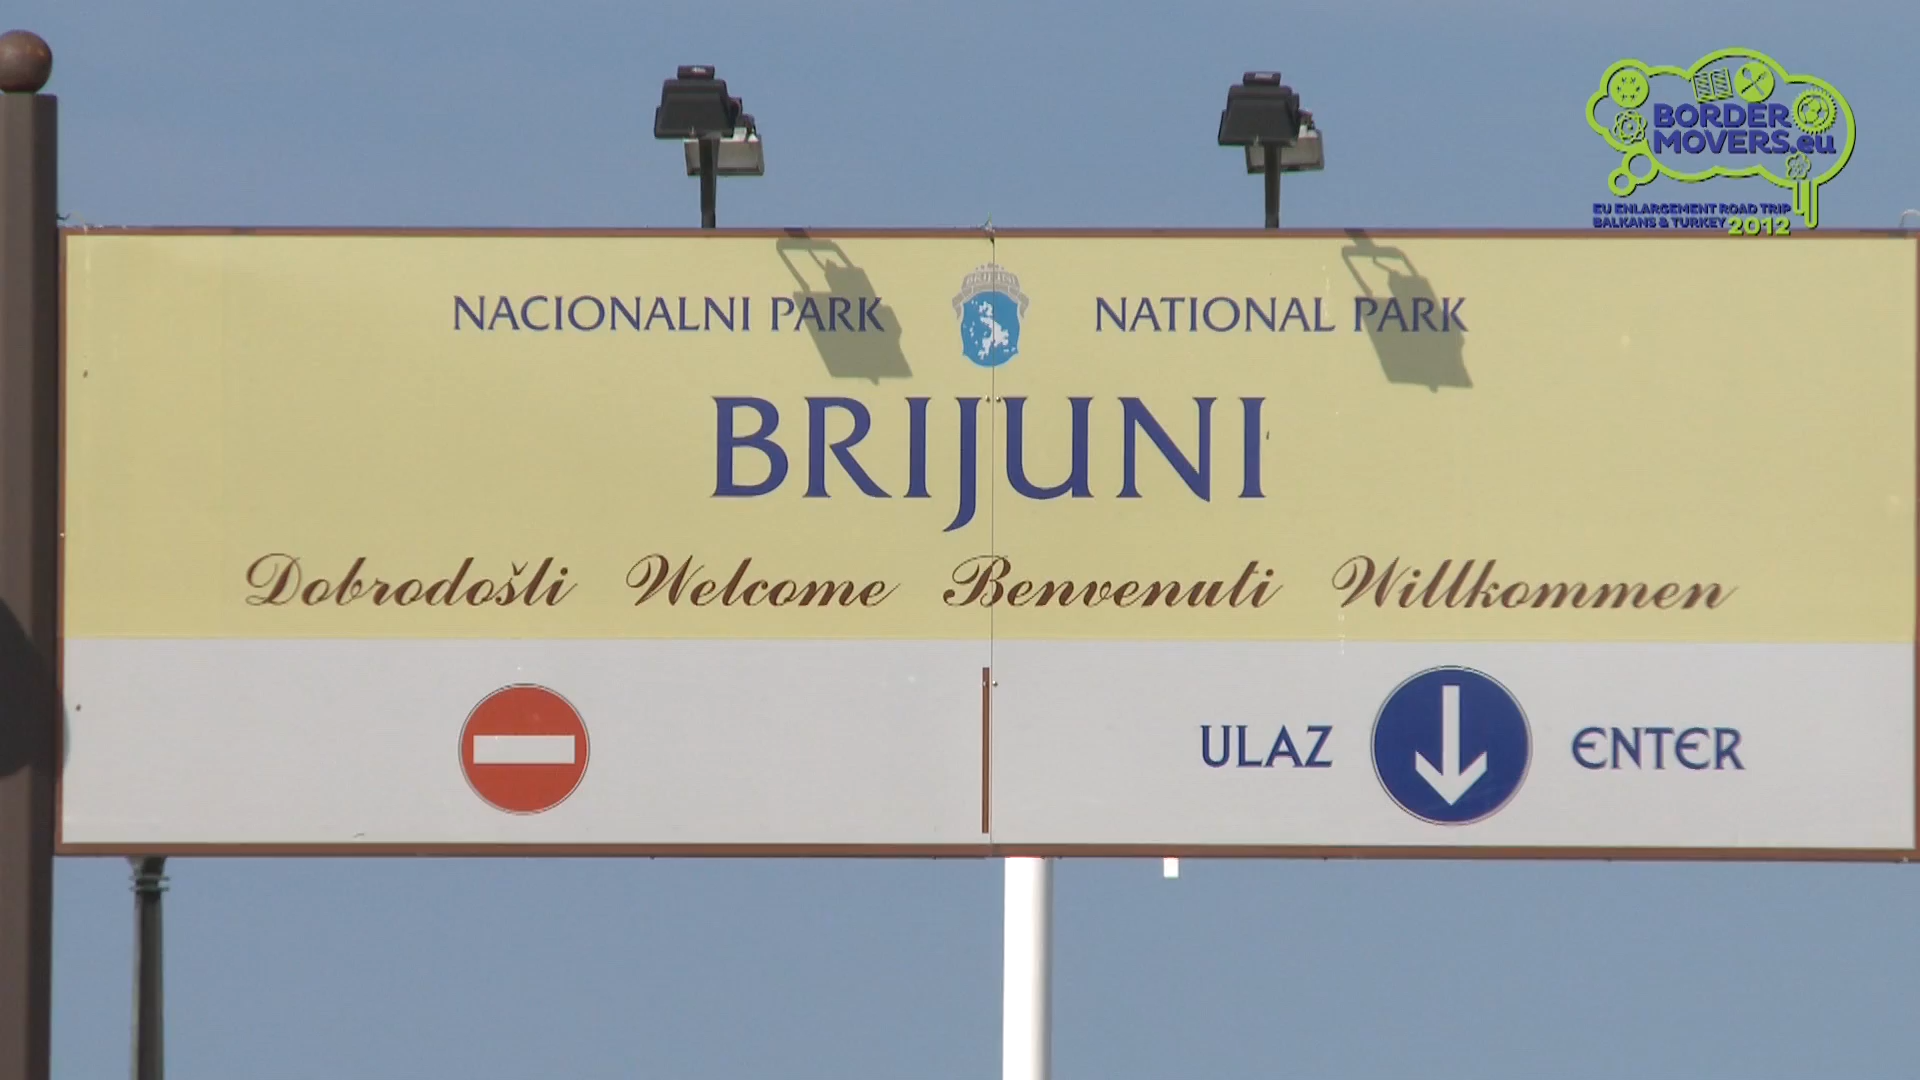 BORDER
MOVERS.eu
EU ENLARGEMENT ROAD TRIP
BALKANS & TURKEY 2012
NACIONALNI PARK NATIONAL PARK
BRIJUNI
Dobrodošli Welcome Benvenuti Willkommen
ULAZ ENTER